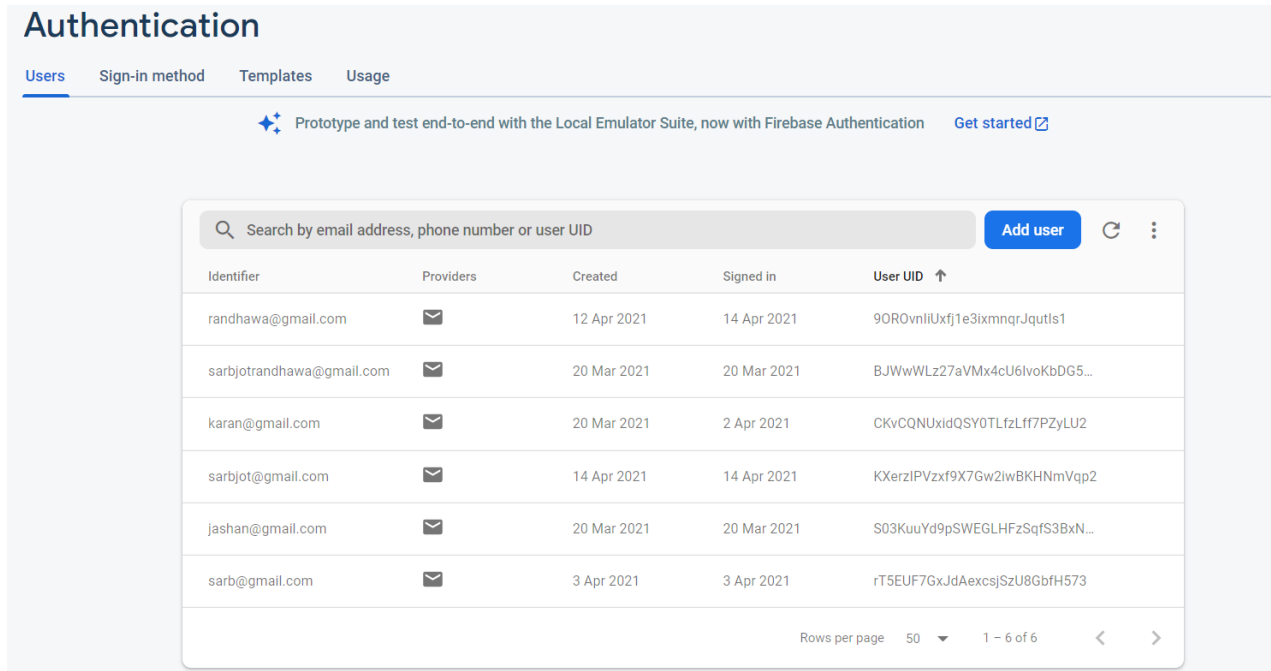 Authentication
Users Sign-in method Templates Usage
Prototype and test end-to-end with the Local Emulator Suite, now with Firebase Authentication Get started
Search by email address, phone number or user UID Add user
Identifier Providers Created Signed in User UID
randhawa@gmail.com 12 Apr 2021 14 Apr 2021 9OROvnIiUxfj1e3ixmnqrJqutIs1
sarbjotrandhawa@gmail.com 20 Mar 2021 20 Mar 2021 BJWwWLz27aVMx4cU6IvoKbDG5...
karan@gmail.com 20 Mar 2021 2 Apr 2021 CKvCQNUxidQSY0TLfzLff7PZyLU2
sarbjot@gmail.com 14 Apr 2021 14 Apr 2021 KXerzIPVzxf9X7Gw2iwBKHNmVqp2
jashan@gmail.com 20 Mar 2021 20 Mar 2021 S03KuuYd9pSWEGLHFzSqfS3BxN...
sarb@gmail.com 3 Apr 2021 3 Apr 2021 rT5EUF7GxJdAexcsjSzU8GbfH573
Rows per page 50 1 – 6 of 6